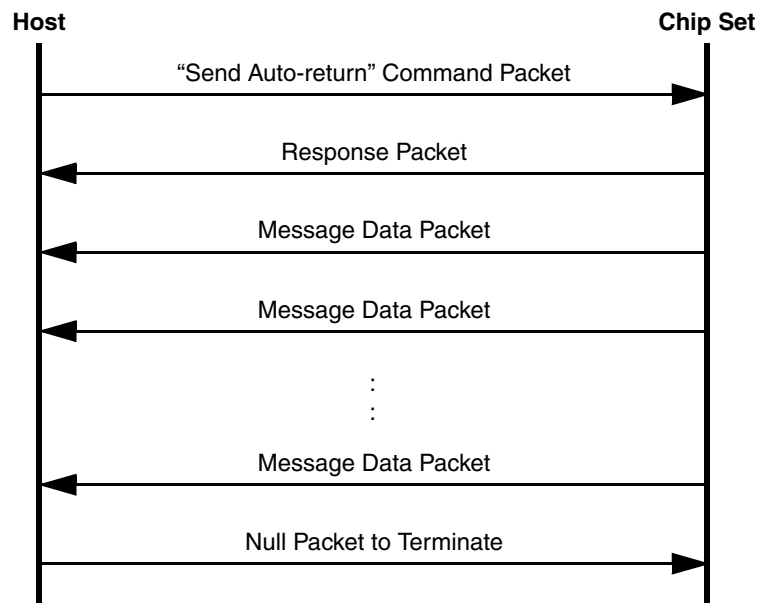 Host
Chip Set
“Send Auto-return” Command Packet
Response Packet
Message Data Packet
Message Data Packet
:
:
Message Data Packet
Null Packet to Terminate